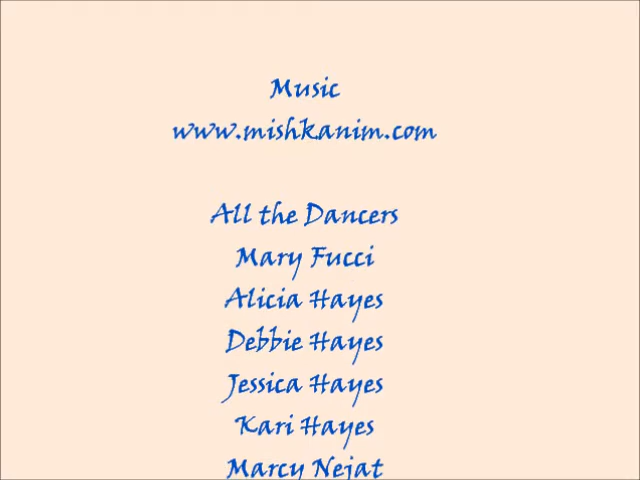 Music
www.mishkanim.com
All the Dancers
Mary Fucci
Alicia Hayes
Debbie Hayes
Jessica Hayes
Kari Hayes
Marcy Nejat